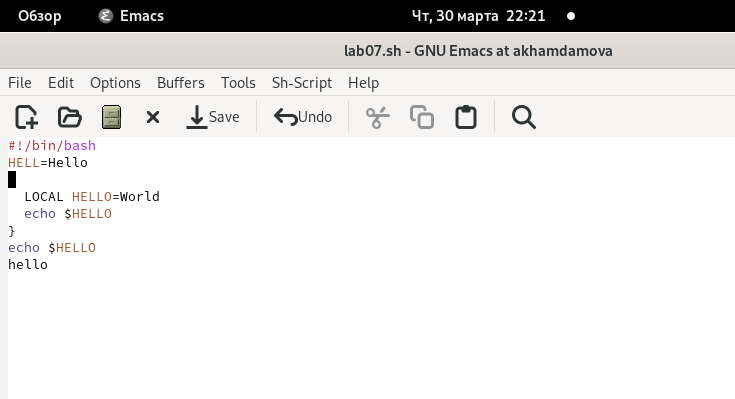 Обзор Emacs Чт, 30 марта 22:21
lab07.sh - GNU Emacs at akhamdamova
File Edit Options Buffers Tools Sh-Script Help
Save Undo
#!/bin/bash
HELL=Hello
LOCAL HELLO=World
echo $HELLO
}
echo $HELLO
hello